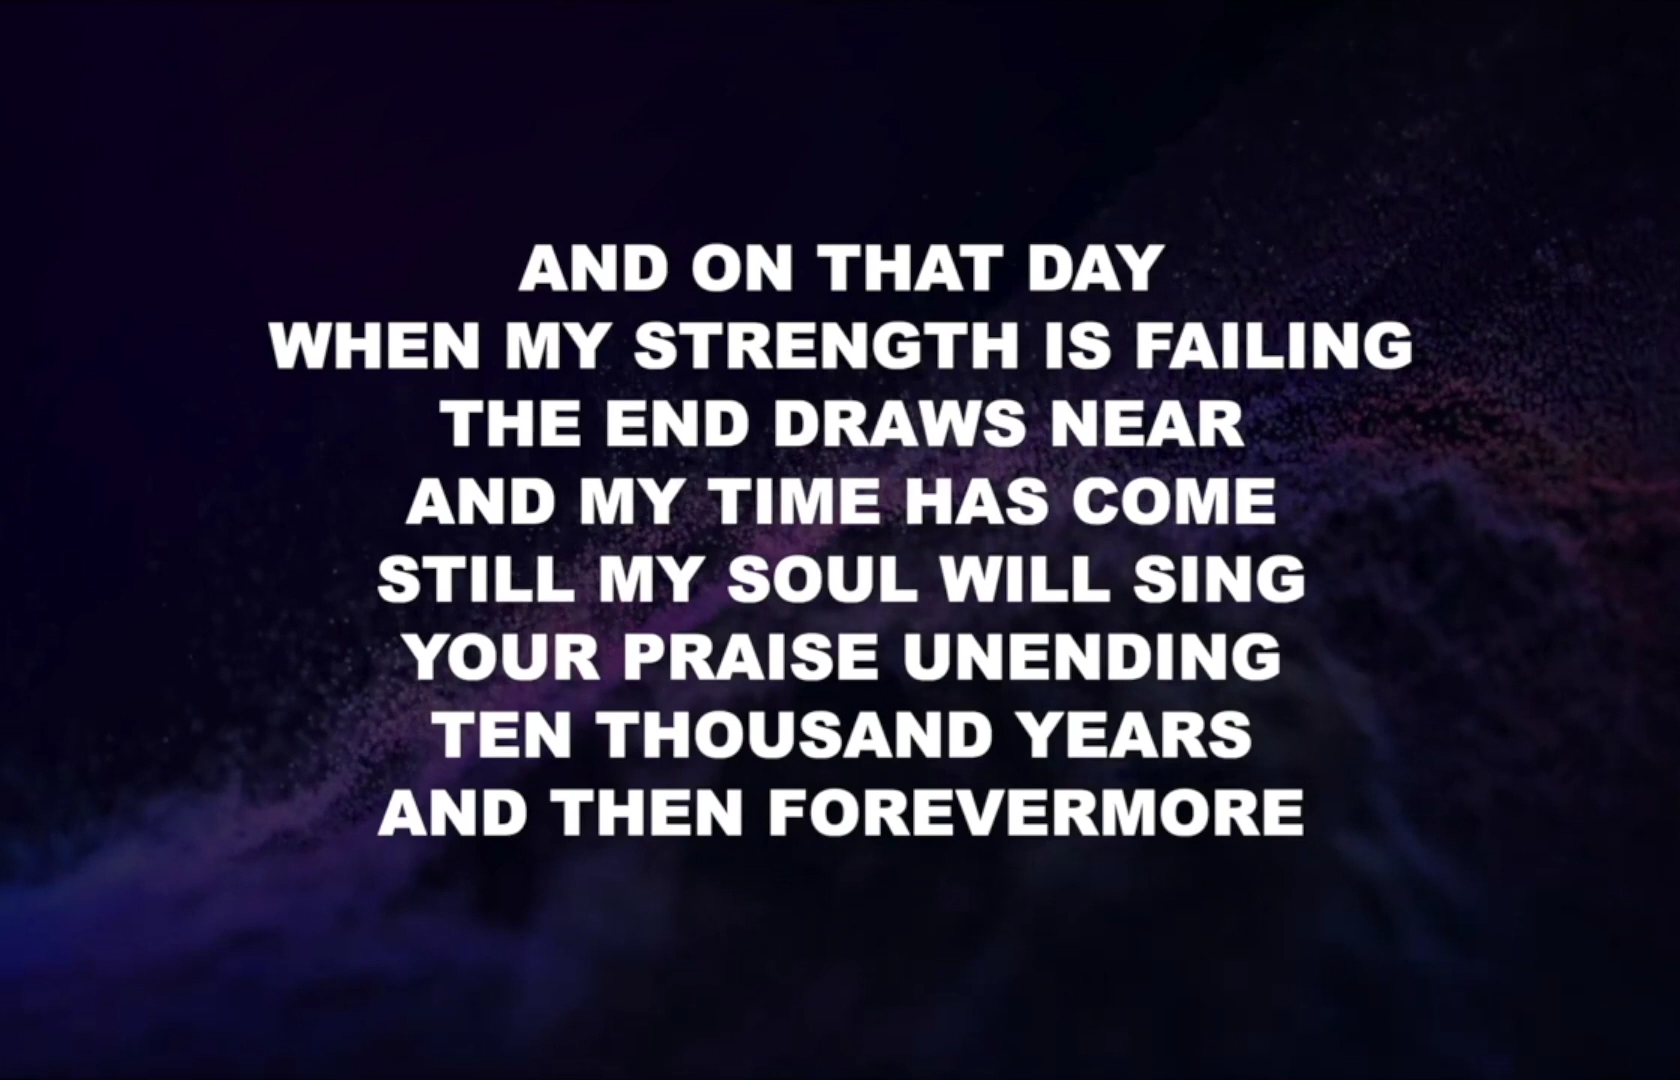 AND ON THAT DAY
WHEN MY STRENGTH IS FAILING
THE END DRAWS NEAR
AND MY TIME HAS COME
STILL MY SOUL WILL SING
YOUR PRAISE UNENDING
TEN THOUSAND YEARS
AND THEN FOREVERMORE